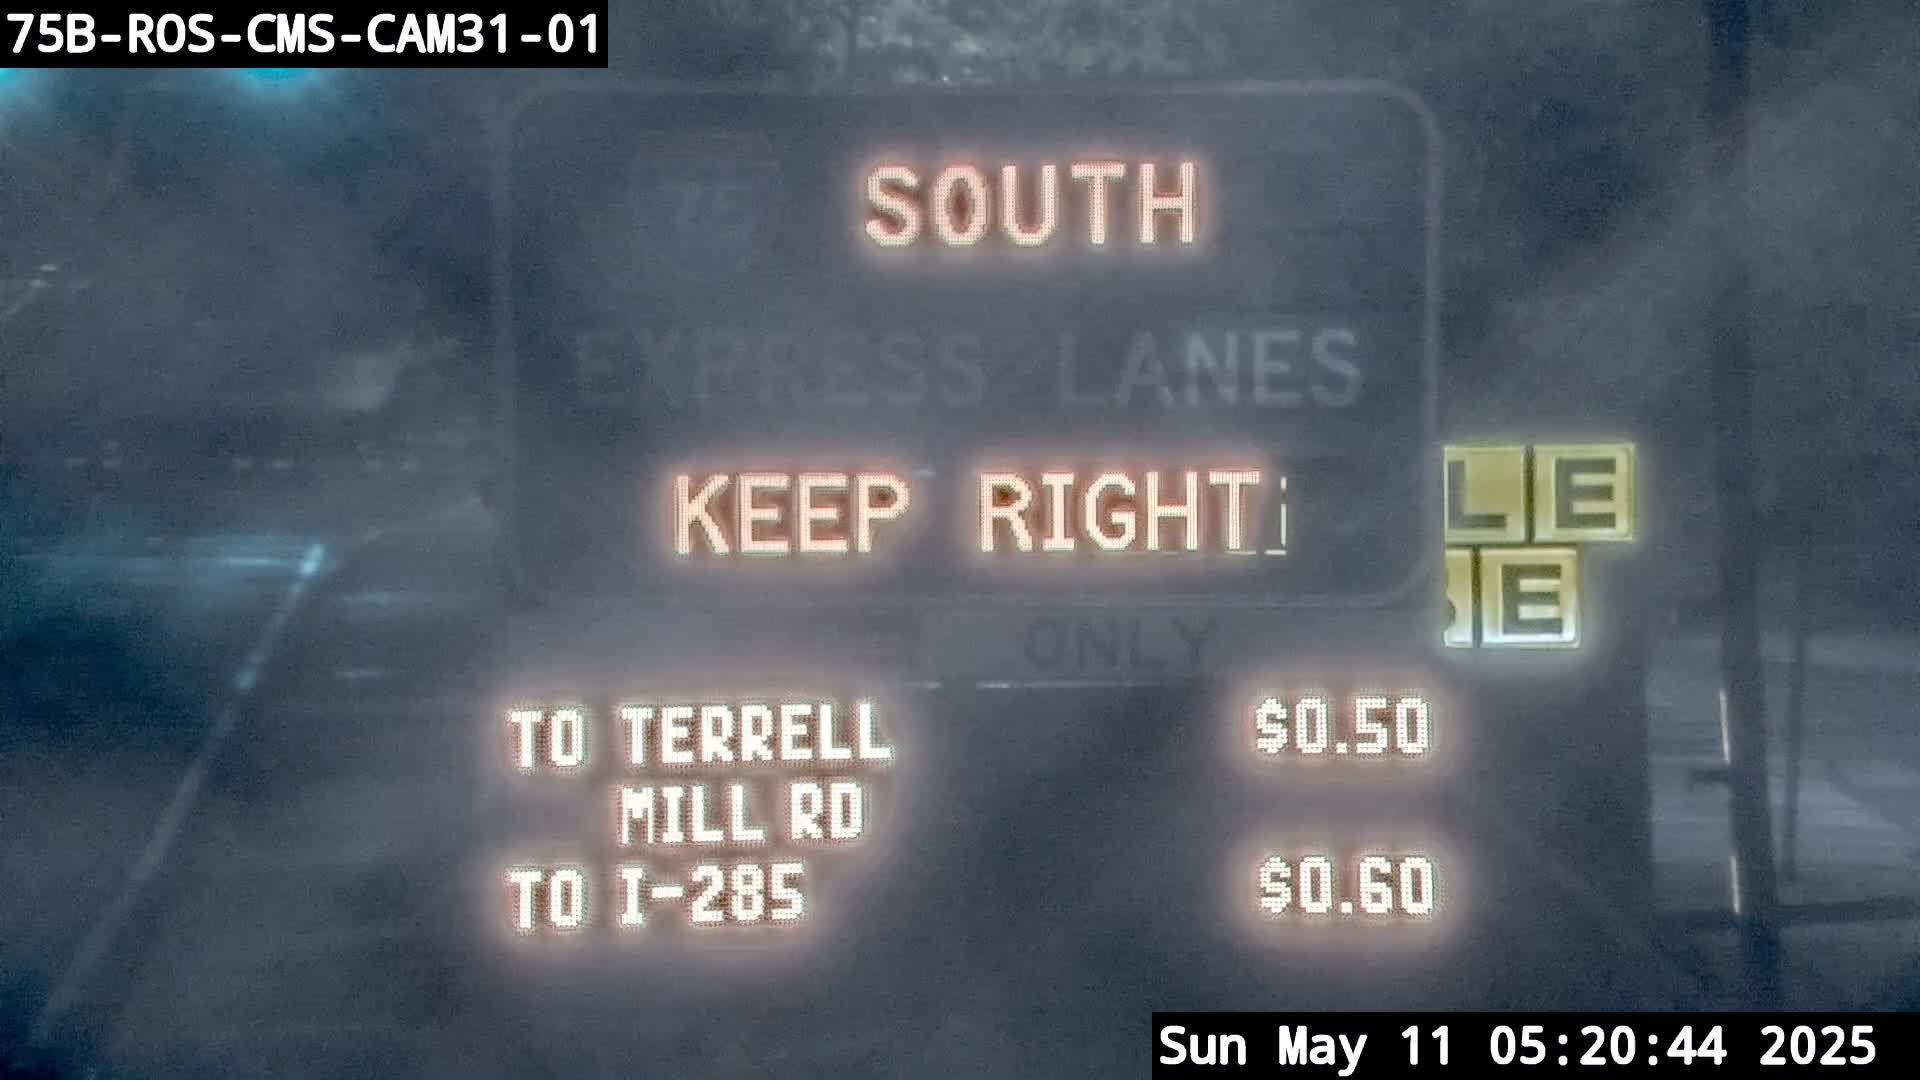 75B-ROS-CMS-CAM31-01
75
SOUTH
EXPRESS LANES
KEEP RIGHT
LE
E
ONLY
TO TERRELL $0.50
MILL RD
TO I-285 $0.60
Sun May 11 05:20:44 2025